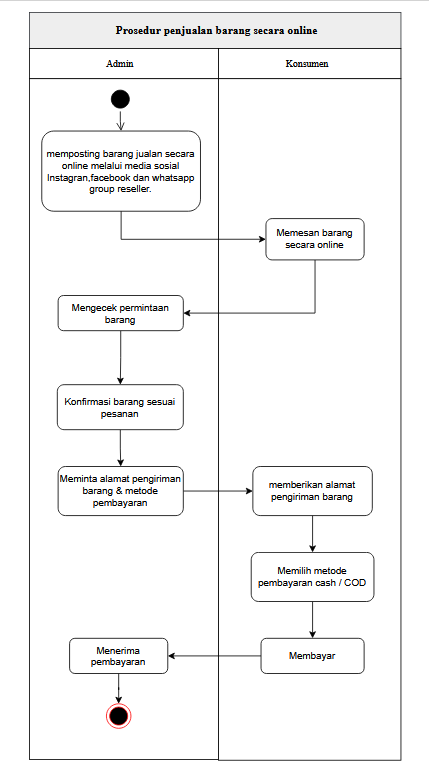 Prosedur penjualan barang secara online
Admin
Konsumen
memposting barang jualan secara
online melalui media sosial
Instagran,facebook dan whatsapp
group reseller.
Memesan barang
secara online
Mengecek permintaan
barang
Konfirmasi barang sesuai
pesanan
Meminta alamat pengiriman
barang & metode
pembayaran
memberikan alamat
pengiriman barang
Memilih metode
pembayaran cash / COD
Membayar
Menerima
pembayaran